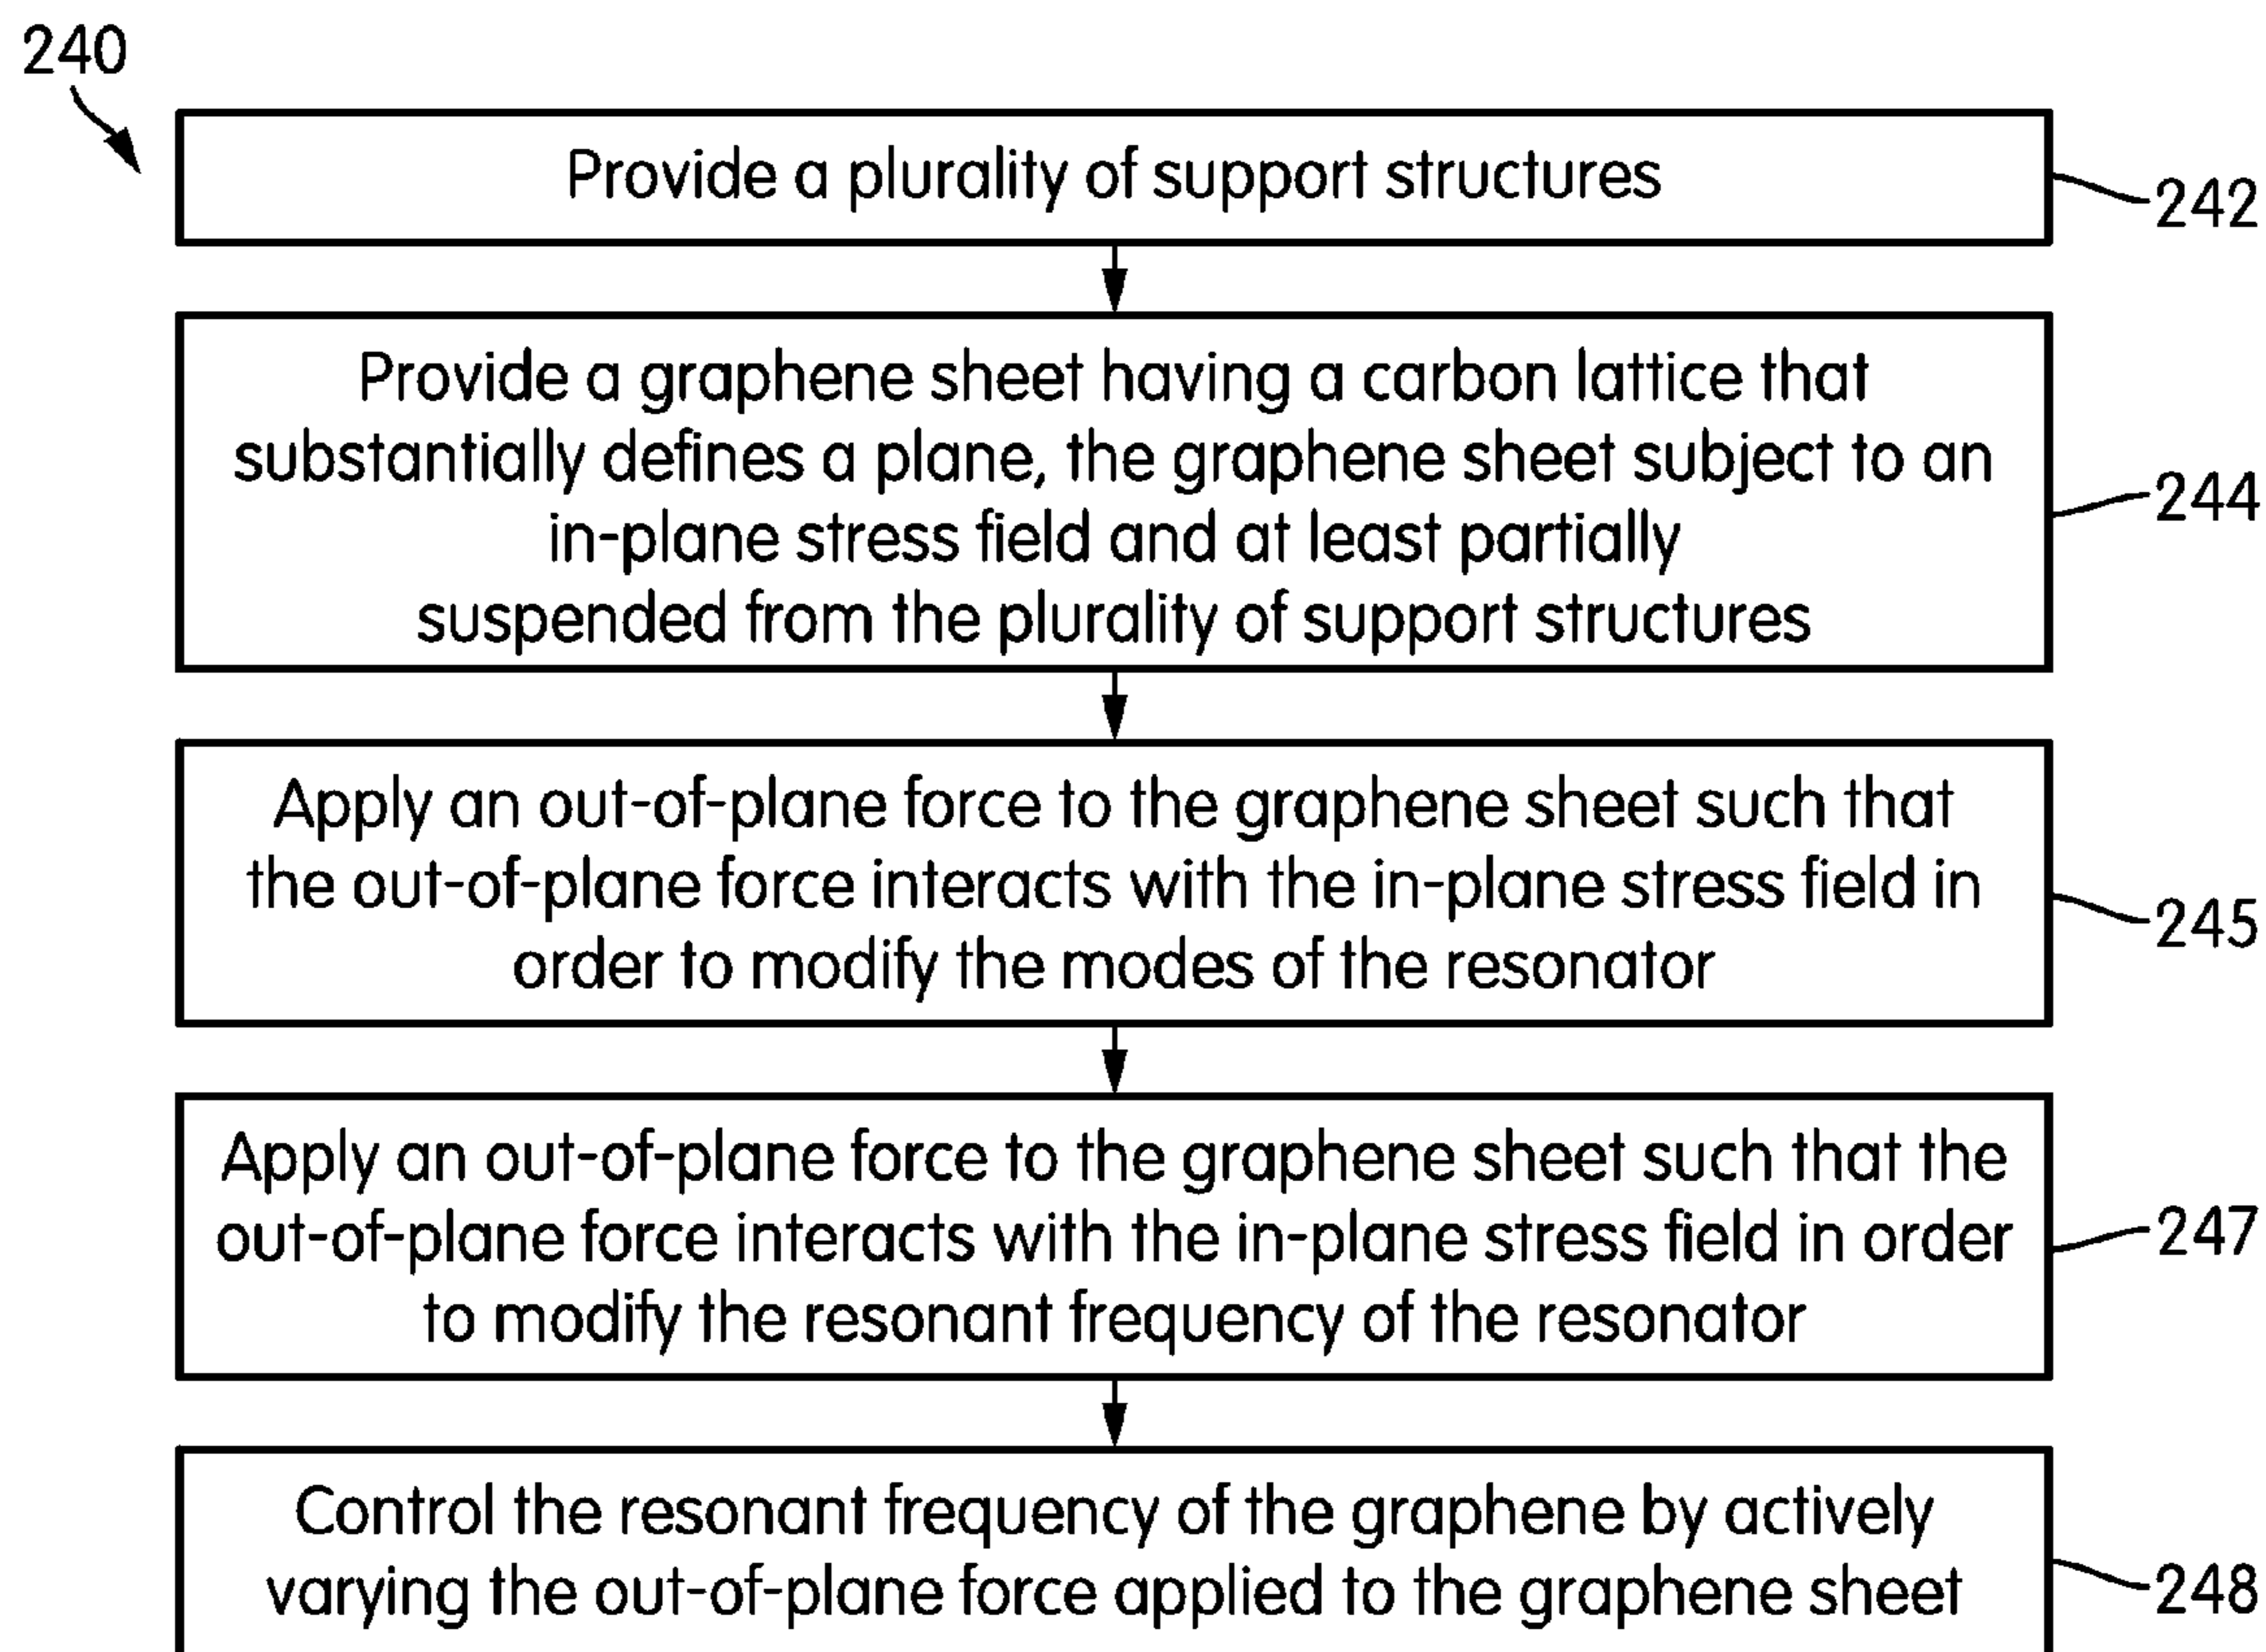 240
Provide a plurality of support structures
242
Provide a graphene sheet having a carbon lattice that
substantially defines a plane, the graphene sheet subject to an
in-plane stress field and at least partially
suspended from the plurality of support structures
244
Apply an out-of-plane force to the graphene sheet such that
the out-of-plane force interacts with the in-plane stress field in
order to modify the modes of the resonator
245
Apply an out-of-plane force to the graphene sheet such that the
out-of-plane force interacts with the in-plane stress field in order
to modify the resonant frequency of the resonator
247
Control the resonant frequency of the graphene by actively
varying the out-of-plane force applied to the graphene sheet
248